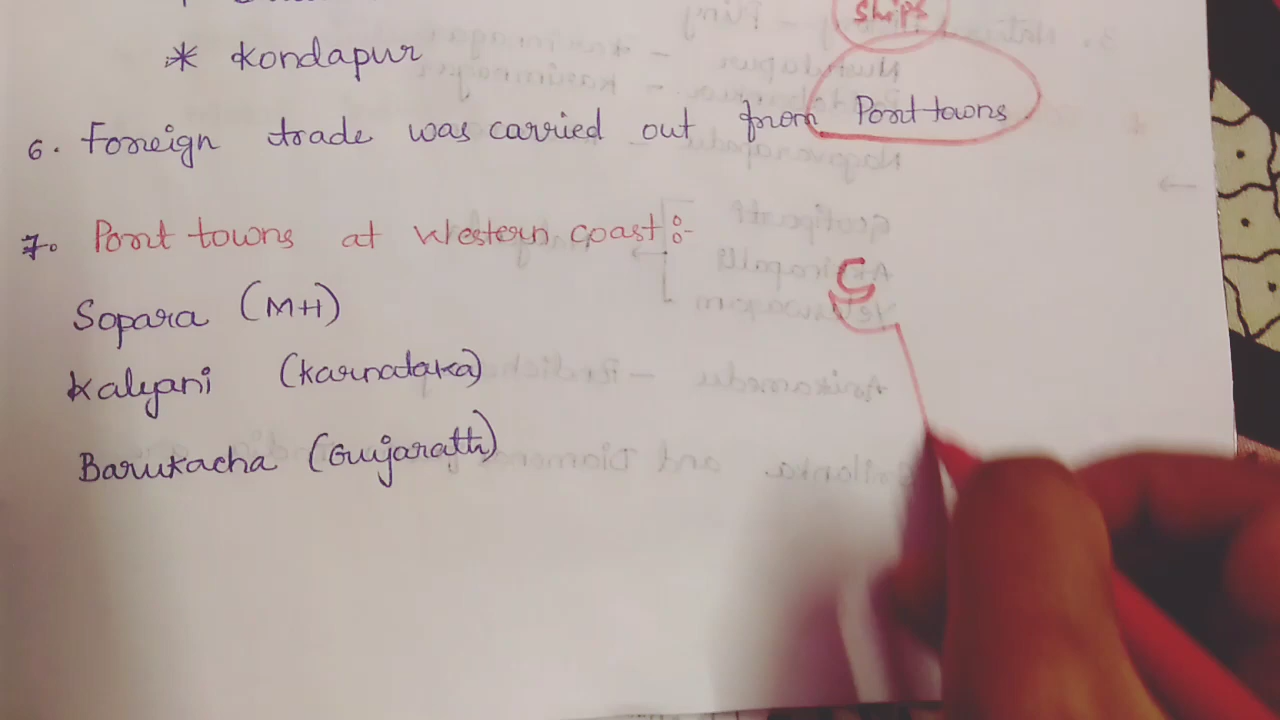 ships
* Kondapur
6. Foreign trade was carried out from Port towns
7. Port towns at western coast :-
Sopara (MH)
Kalyani (Karnataka)
Barukacha (Gujarath)